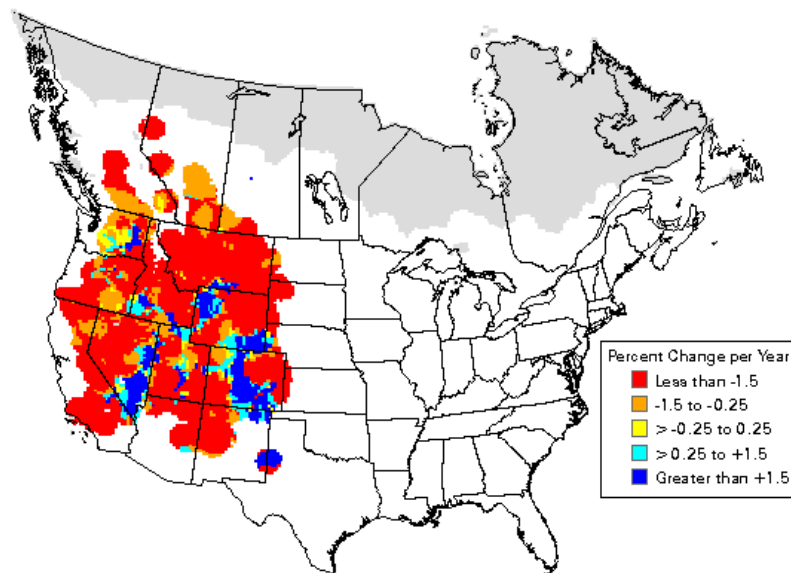 Percent Change per Year
Less than -1.5
-1.5 to -0.25
> -0.25 to 0.25
> 0.25 to +1.5
Greater than +1.5